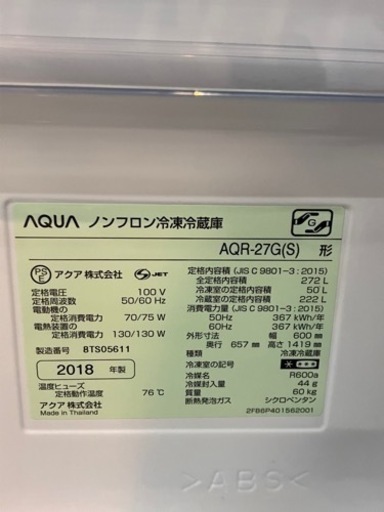 AQUA ノンフロン冷凍冷蔵庫
AQR-27G(S) 形
PS E アクア 株式会社 JET
定格電圧 100 V
定格周波数 50/60 Hz
電動機の
定格消費電力 70/75 W
電熱装置の
定格消費電力 130/130 W
製造番号 8TS05611
2018 年製
温度ヒューズ
定格動作温度 76℃
アクア 株式会社
Made in Thailand
定格内容積 (JIS C 9801-3:2015)
全定格内容積 272 L
冷凍室の定格内容積 50 L
冷蔵室の定格内容積 222 L
消費電力量 (JIS C 9801-3:2015)
50Hz 367 kWh/年
60Hz 367 kWh/年
外形寸法 幅 600 mm
奥行 657 mm 高さ 1419 mm
種類 冷凍冷蔵庫
冷凍室の記号
冷媒 R600a
冷媒封入量 44 g
質量 60 kg
断熱発泡ガス シクロペンタン
2FB6P401562001
>ABS<